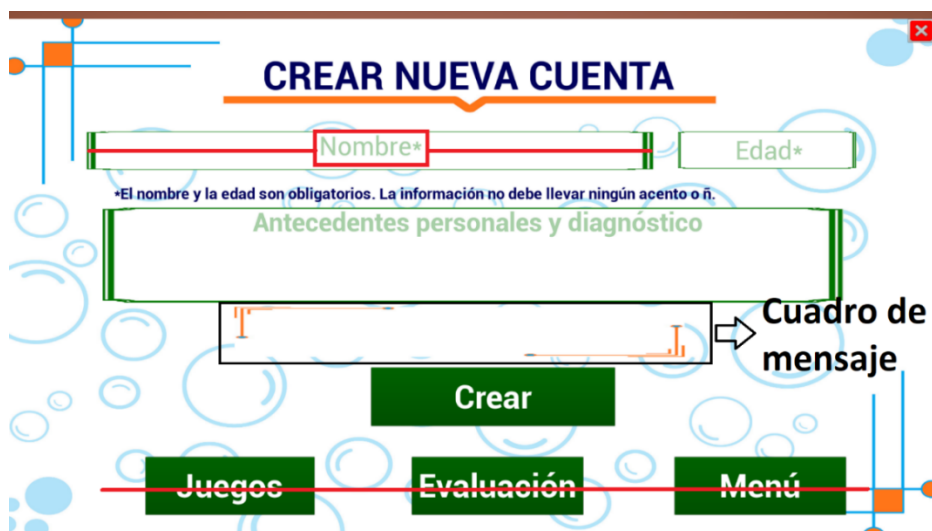 CREAR NUEVA CUENTA
Nombre*
Edad*
*El nombre y la edad son obligatorios. La información no debe llevar ningún acento o ñ.
Antecedentes personales y diagnóstico
Cuadro de
mensaje
Crear
Juegos
Evaluación
Menú